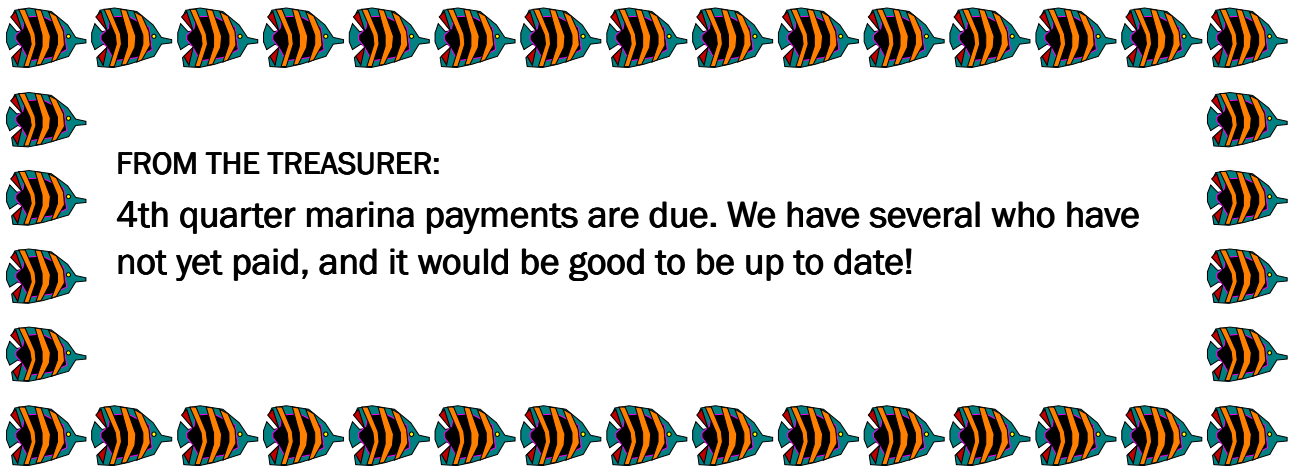 FROM THE TREASURER:
4th quarter marina payments are due. We have several who have
not yet paid, and it would be good to be up to date!